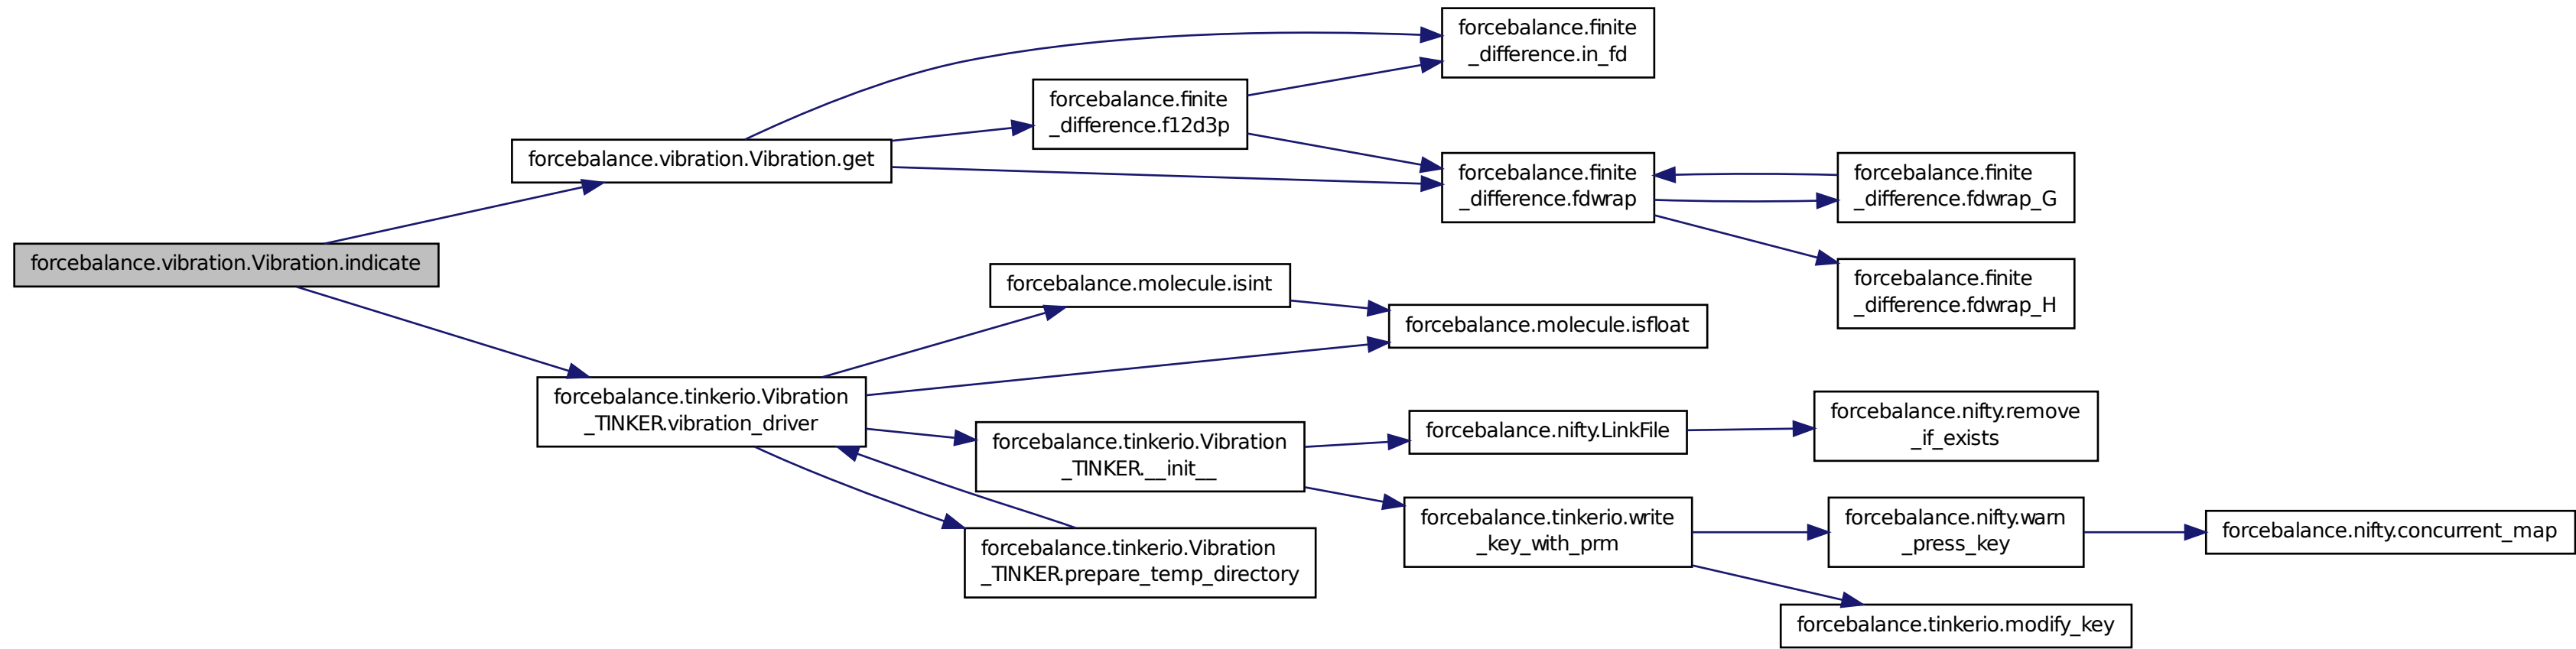 forcebalance.vibration.Vibration.indicate
forcebalance.vibration.Vibration.get
forcebalance.finite
_difference.f12d3p
forcebalance.finite
_difference.in_fd
forcebalance.finite
_difference.fdwrap
forcebalance.finite
_difference.fdwrap_G
forcebalance.finite
_difference.fdwrap_H
forcebalance.tinkerio.Vibration
_TINKER.vibration_driver
forcebalance.molecule.isint
forcebalance.molecule.isfloat
forcebalance.tinkerio.Vibration
_TINKER.__init__
forcebalance.tinkerio.Vibration
_TINKER.prepare_temp_directory
forcebalance.nifty.LinkFile
forcebalance.nifty.remove
_if_exists
forcebalance.tinkerio.write
_key_with_prm
forcebalance.nifty.warn
_press_key
forcebalance.nifty.concurrent_map
forcebalance.tinkerio.modify_key